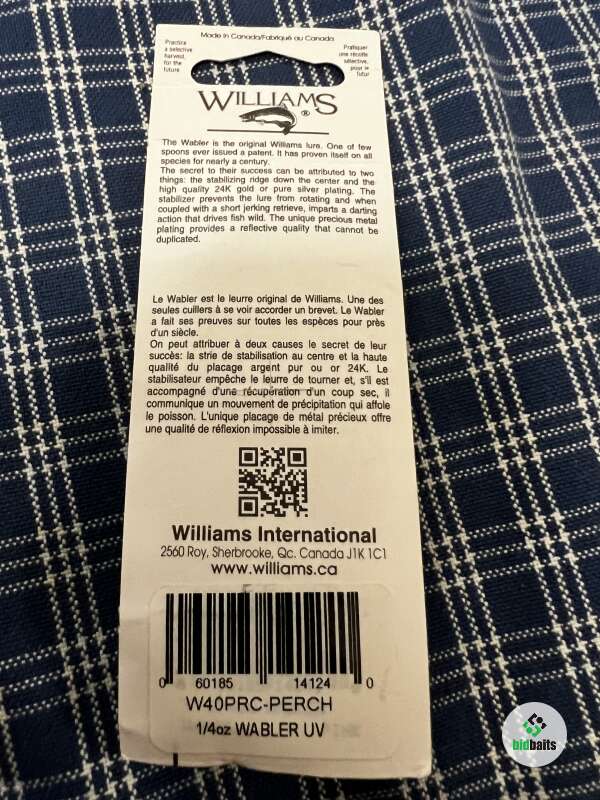 Made in Canada/Fabriqué au Canada
Practice
a selective
harvest,
for the
future
Pratiquer
une récolte
sélective,
pour le
futur
WILLIAMS
®
The Wabler is the original Williams lure. One of few
spoons ever issued a patent. It has proven itself on all
species for nearly a century.
The secret to their success can be attributed to two
things: the stablizing ridge down the center and the
high quality 24K gold or pure silver plating. The
stabilizer prevents the lure from rotating and when
coupled with a short jerking retrieve, imparts a darting
action that drives fish wild. The unique precious metal
plating provides a reflective quality that cannot be
duplicated.
Le Wabler est le leurre original de Williams. Une des
seules cuillers à se voir accorder un brevet. Le Wabler
a fait ses preuves sur toutes les espèces pour près
d'un siècle.
On peut attribuer à deux causes le secret de leur
succès: la strie de stabilisation au centre et la haute
qualité du placage argent pur ou or 24K. Le
stabilisateur empêche le leurre de tourner et, s'il est
accompagné d'une récupération d'un coup sec, il
communique un mouvement de précipitation qui affole
le poisson. L'unique placage de métal précieux offre
une qualité de réflexion impossible à imiter.
Williams International
2560 Roy, Sherbrooke, Qc. Canada J1K 1C1
www.williams.ca
0 60185 14124 0
W40PRC-PERCH
1/4oz WABLER UV
bidbaits